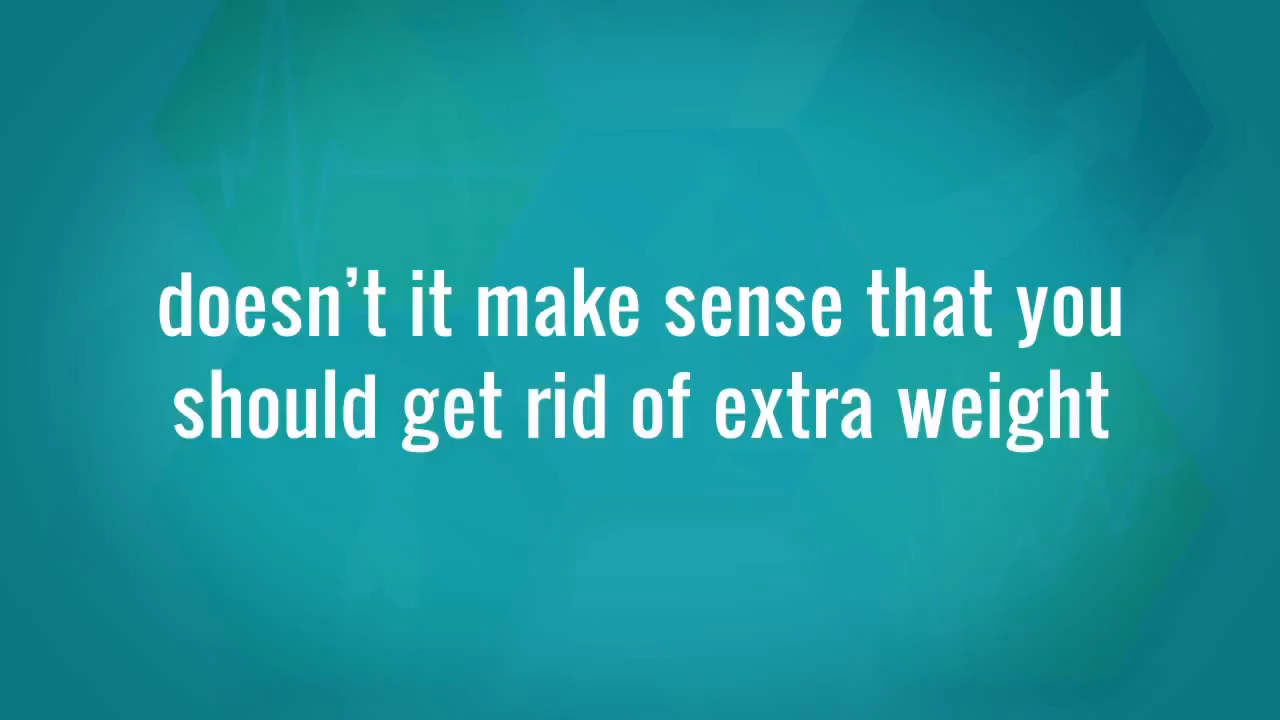 doesn’t it make sense that you
should get rid of extra weight